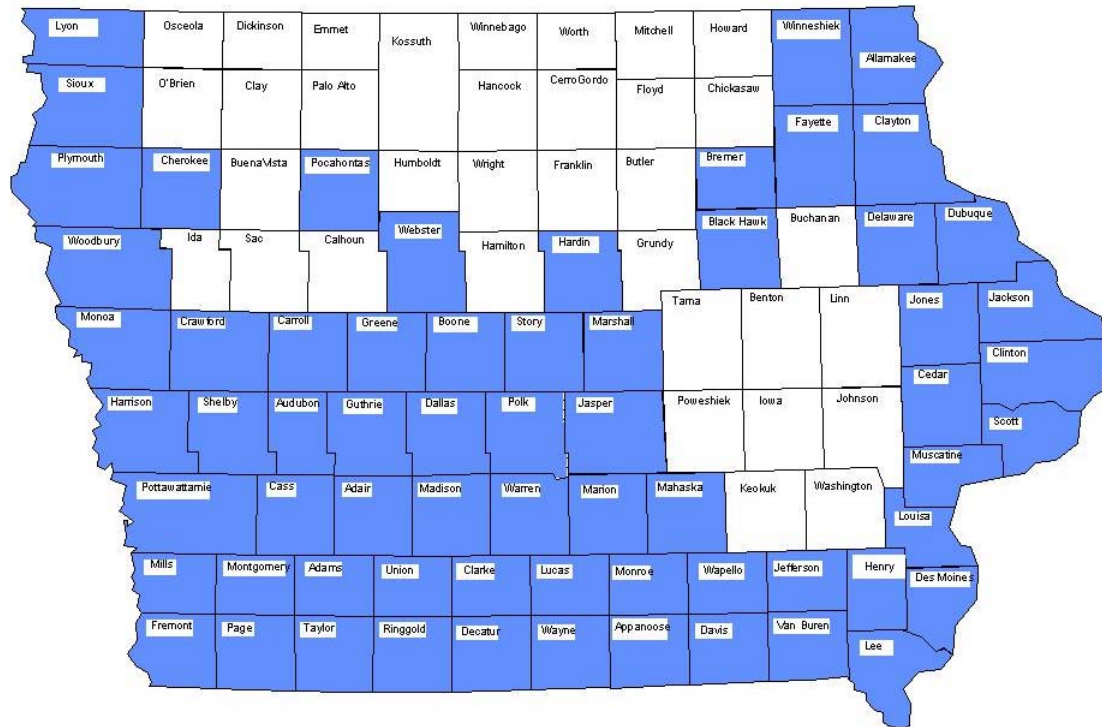 Lyon
Osceola
Dickinson
Emmet
Kossuth
Winnebago
Worth
Mitchell
Howard
Winneshiek
Allamakee
Sioux
O'Brien
Clay
Palo Alto
Hancock
CerroGordo
Floyd
Chickasaw
Fayette
Clayton
Plymouth
Cherokee
BuenaVista
Pocahontas
Humboldt
Wright
Franklin
Butler
Bremer
Woodbury
Ida
Sac
Calhoun
Webster
Hamilton
Hardin
Grundy
Black Hawk
Buchanan
Delaware
Dubuque
Monoa
Crawford
Carroll
Greene
Boone
Story
Marshall
Tama
Benton
Linn
Jones
Jackson
Clinton
Cedar
Harrison
Shelby
Audubon
Guthrie
Dallas
Polk
Jasper
Poweshiek
Iowa
Johnson
Scott
Muscatine
Pottawattamie
Cass
Adair
Madison
Warren
Marion
Mahaska
Keokuk
Washington
Louisa
Mills
Montgomery
Adams
Union
Clarke
Lucas
Monroe
Wapello
Jefferson
Henry
Des Moines
Fremont
Page
Taylor
Ringgold
Decatur
Wayne
Appanoose
Davis
Van Buren
Lee